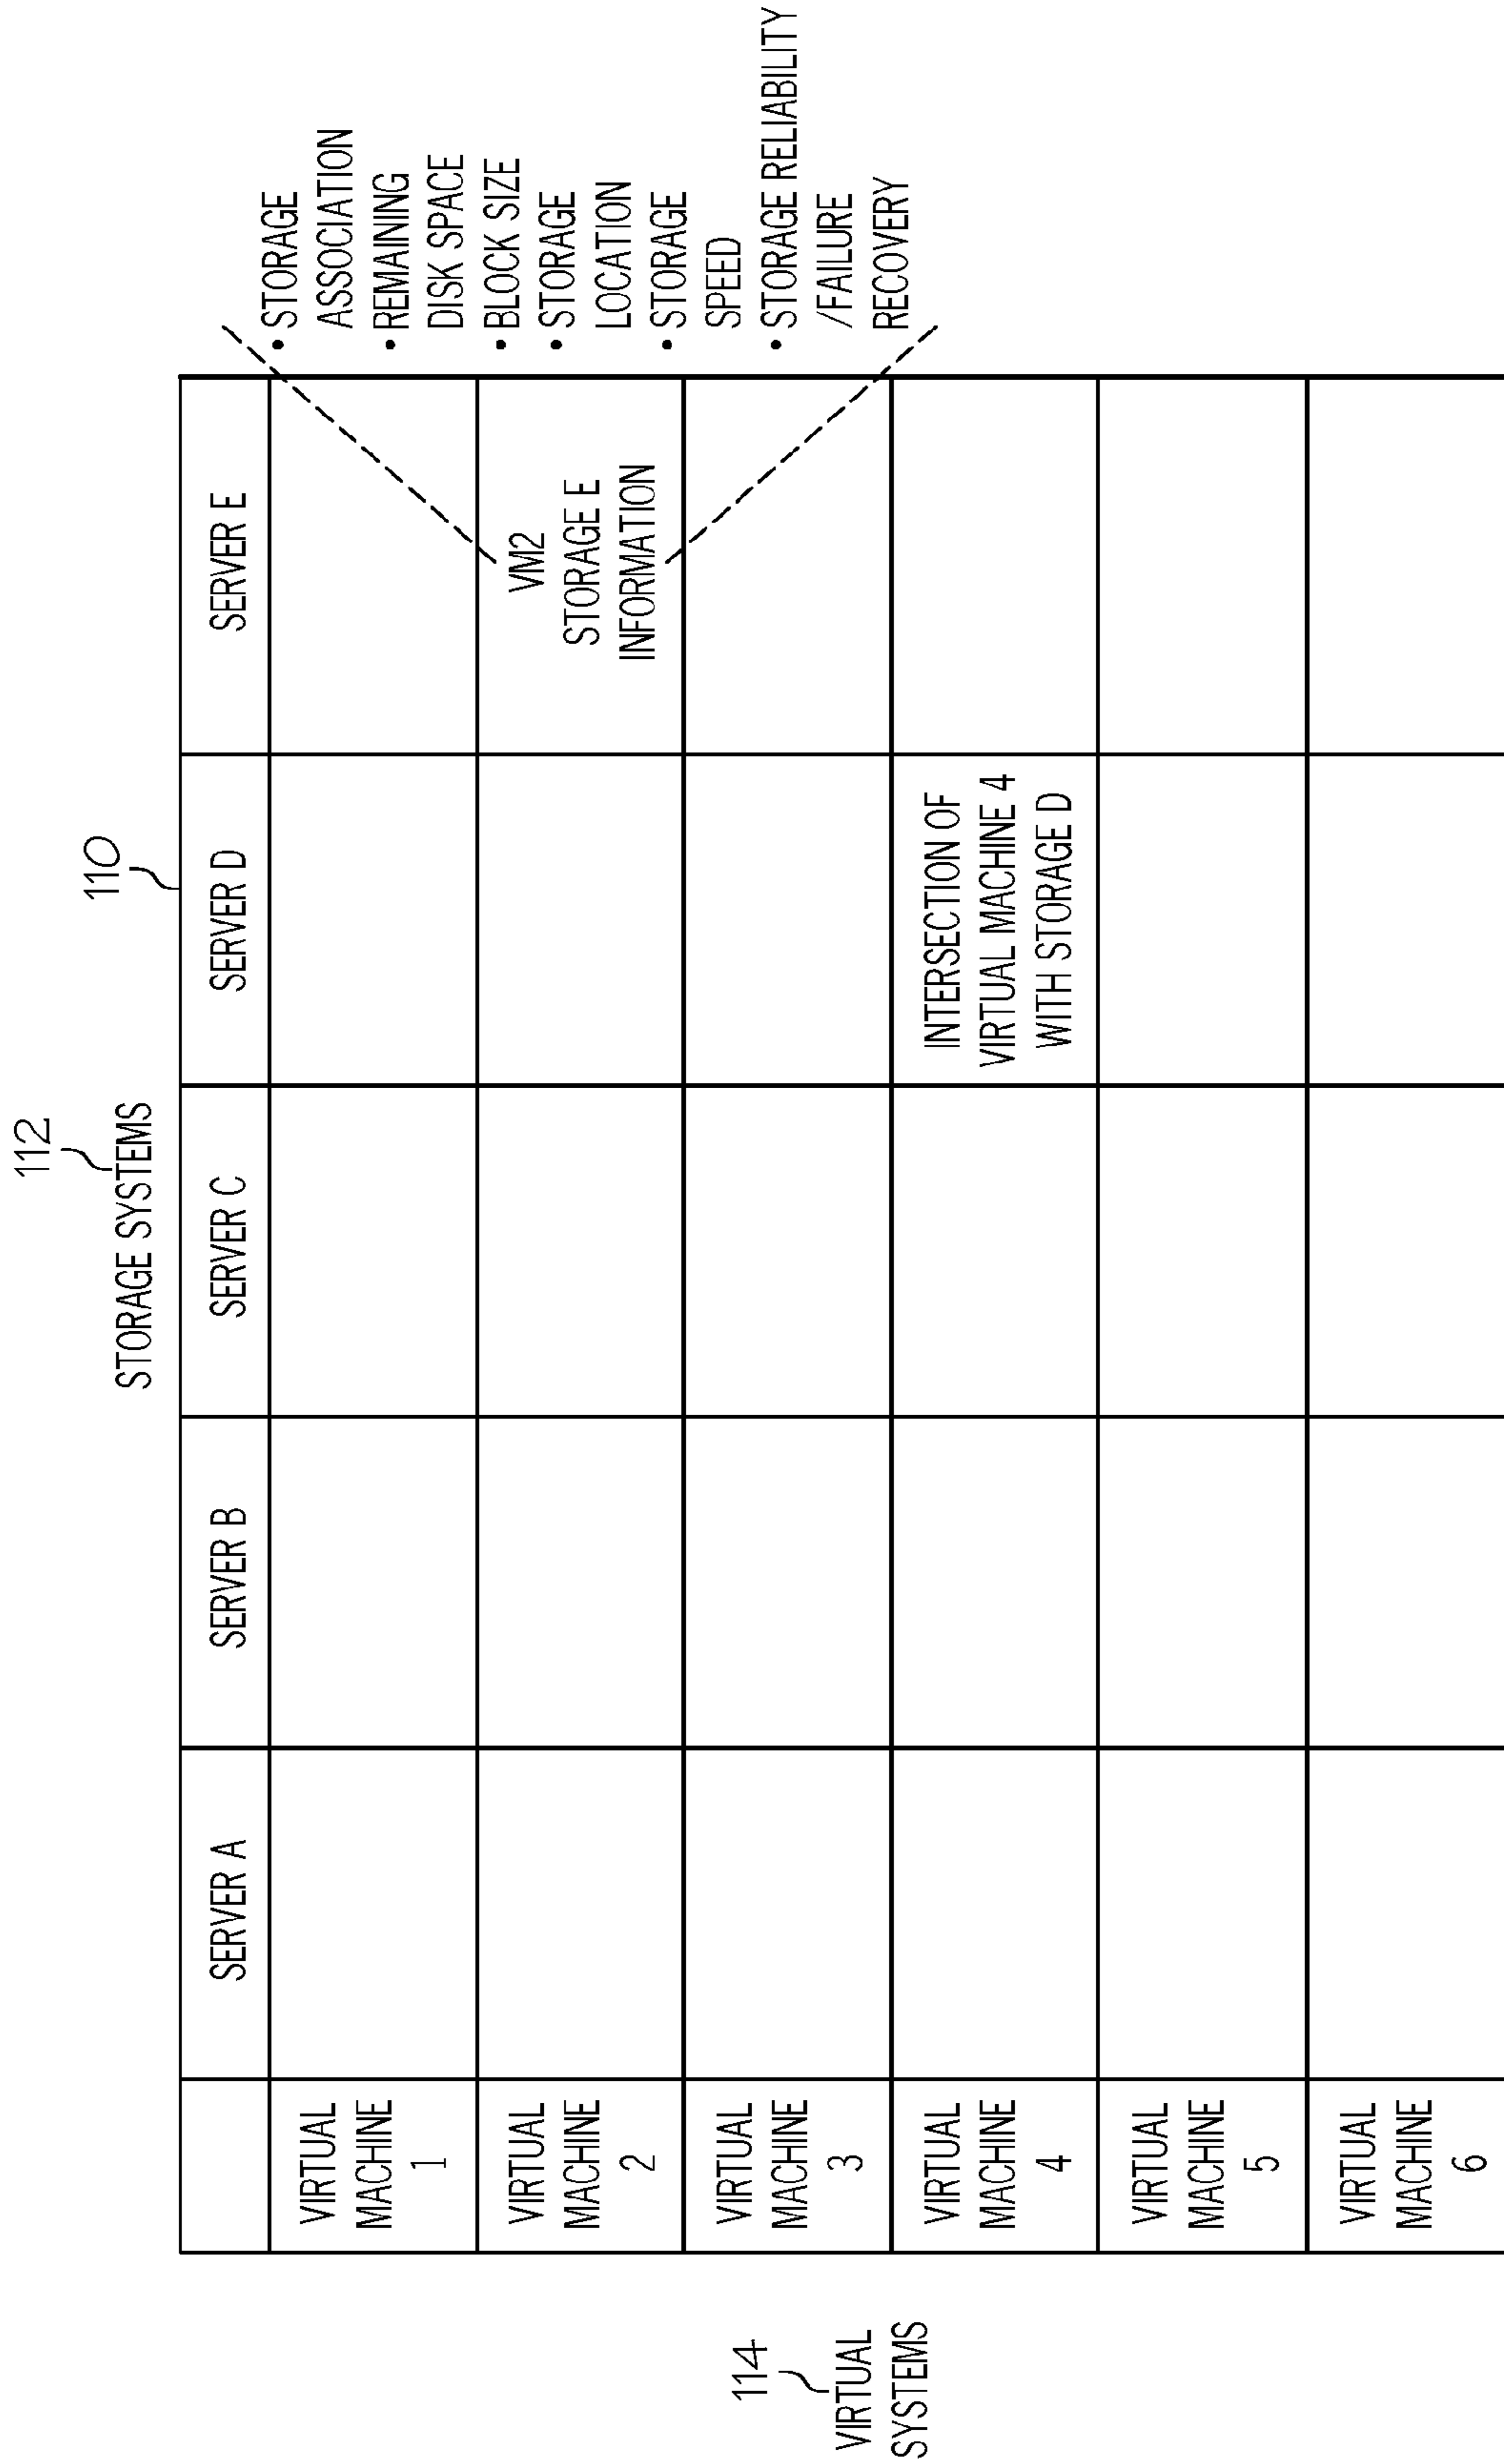 112
STORAGE SYSTEMS
110
SERVER A
SERVER B
SERVER C
SERVER D
SERVER E
114
VIRTUAL
SYSTEMS
VIRTUAL
MACHINE
1
VIRTUAL
MACHINE
2
VM2
STORAGE E
INFORMATION
VIRTUAL
MACHINE
3
VIRTUAL
MACHINE
4
INTERSECTION OF
VIRTUAL MACHINE 4
WITH STORAGE D
VIRTUAL
MACHINE
5
VIRTUAL
MACHINE
6
• STORAGE
ASSOCIATION
• REMAINING
DISK SPACE
• BLOCK SIZE
• STORAGE
LOCATION
• STORAGE
SPEED
• STORAGE RELIABILITY
/FAILURE
RECOVERY